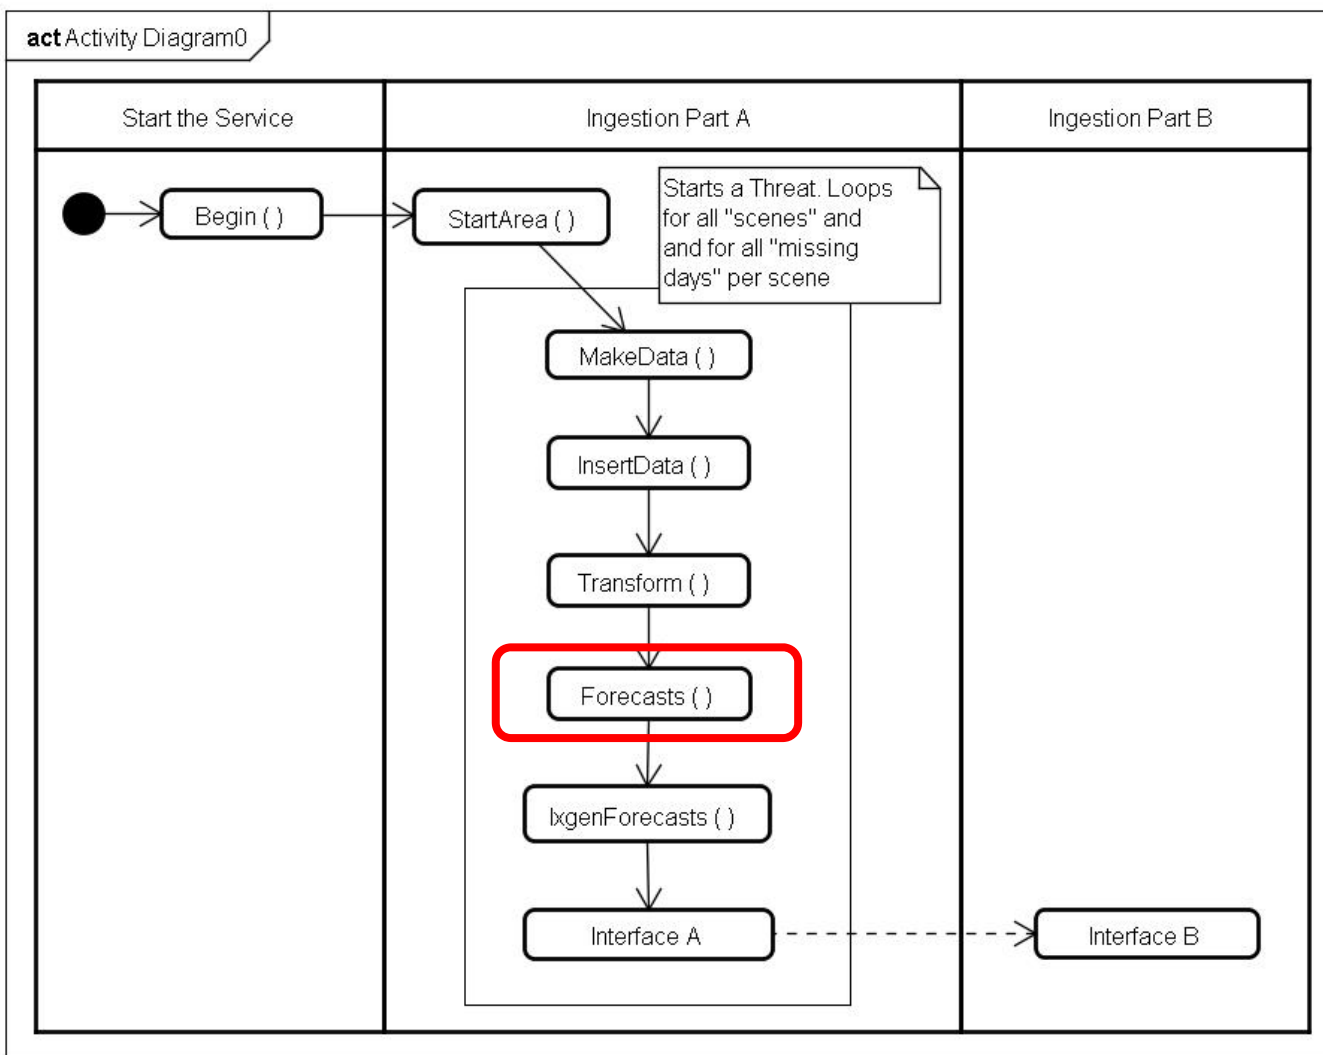 act Activity Diagram0
Start the Service
Ingestion Part A
Ingestion Part B
Begin ( )
StartArea ( )
Starts a Threat. Loops
for all "scenes" and
and for all "missing
days" per scene
MakeData ( )
InsertData ( )
Transform ( )
Forecasts ( )
IxgenForecasts ( )
Interface A
Interface B